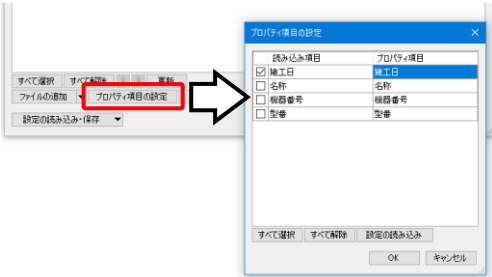 すべて選択 すべて解除 更新
ファイルの追加 プロパティ項目の設定
設定の読み込み・保存
プロパティ項目の設定
読み込み項目 プロパティ項目
施工日 施工日
名称 名称
機器番号 機器番号
型番 型番
すべて選択 すべて解除 設定の読み込み
OK キャンセル